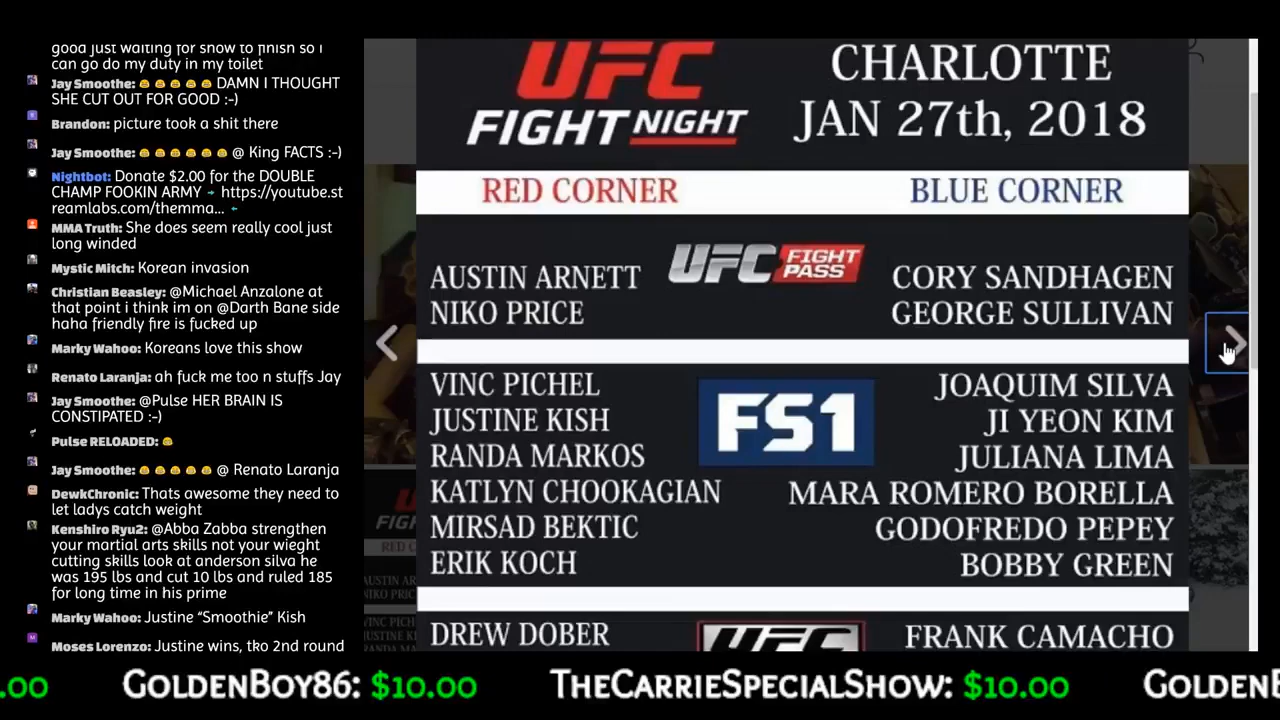 good just waiting for show to finish so i
can go do my duty in my toilet
Jay Smoothe: DAMN I THOUGHT
SHE CUT OUT FOR GOOD :-)
Brandon: picture took a shit there
Jay Smoothe: @ King FACTS :-)
Nightbot: Donate $2.00 for the DOUBLE
CHAMP FOOKIN ARMY → https://youtube.st
reamlabs.com/themma... ←
MMA Truth: She does seem really cool just
long winded
Mystic Mitch: Korean invasion
Christian Beasley: @Michael Anzalone at
that point i think im on @Darth Bane side
haha friendly fire is fucked up
Marky Wahoo: Koreans love this show
Renato Laranja: ah fuck me too n stuffs Jay
Jay Smoothe: @Pulse HER BRAIN IS
CONSTIPATED :-)
Pulse RELOADED:
Jay Smoothe: @ Renato Laranja
DewkChronic: Thats awesome they need to
let ladys catch weight
Kenshiro Ryu2: @Abba Zabba strengthen
your martial arts skills not your wieght
cutting skills look at anderson silva he
was 195 lbs and cut 10 lbs and ruled 185
for long time in his prime
Marky Wahoo: Justine “Smoothie” Kish
Moses Lorenzo: Justine wins, tko 2nd round
UFC
FIGHT NIGHT
CHARLOTTE
JAN 27th, 2018
RED CORNER BLUE CORNER
UFC FIGHT PASS
AUSTIN ARNETT CORY SANDHAGEN
NIKO PRICE GEORGE SULLIVAN
FS1
VINC PICHEL JOAQUIM SILVA
JUSTINE KISH JI YEON KIM
RANDA MARKOS JULIANA LIMA
KATLYN CHOOKAGIAN MARA ROMERO BORELLA
MIRSAD BEKTIC GODOFREDO PEPEY
ERIK KOCH BOBBY GREEN
DREW DOBER UFC FRANK CAMACHO
.00 GOLDENBOY86: $10.00 THECARRIESPECIALSHOW: $10.00 GOLDENB